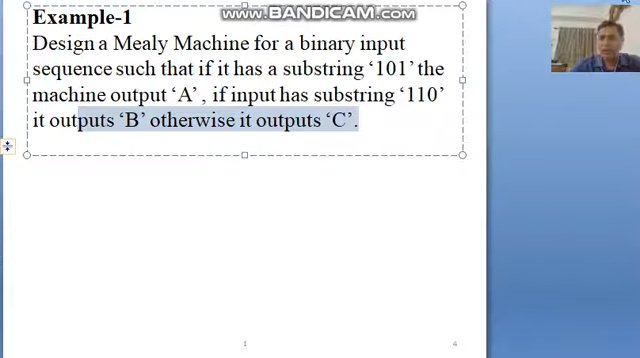 www.BANDICAM.com
Example-1
Design a Mealy Machine for a binary input
sequence such that if it has a substring ‘101’ the
machine output ‘A’ , if input has substring ‘110’
it outputs ‘B’ otherwise it outputs ‘C’.
1
4